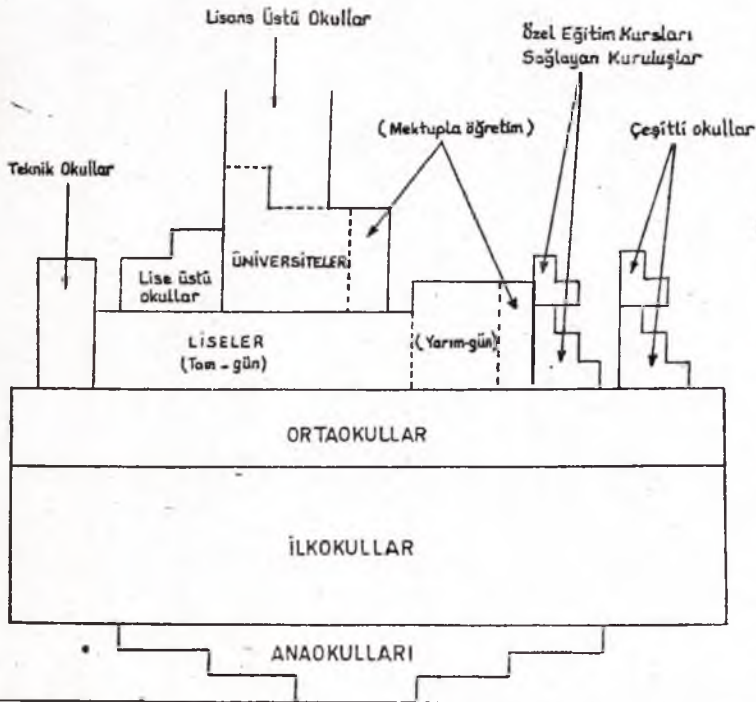 Lisans Üstü Okullar
Özel Eğitim Kursları
Sağlayan Kuruluşlar
(Mektupla öğretim)
Çeşitli okullar
Teknik Okullar
Lise üstü
okullar
ÜNİVERSİTELER
LİSELER
(Tam-gün)
(Yarım-gün)
ORTAOKULLAR
İLKOKULLAR
ANAOKULLARI